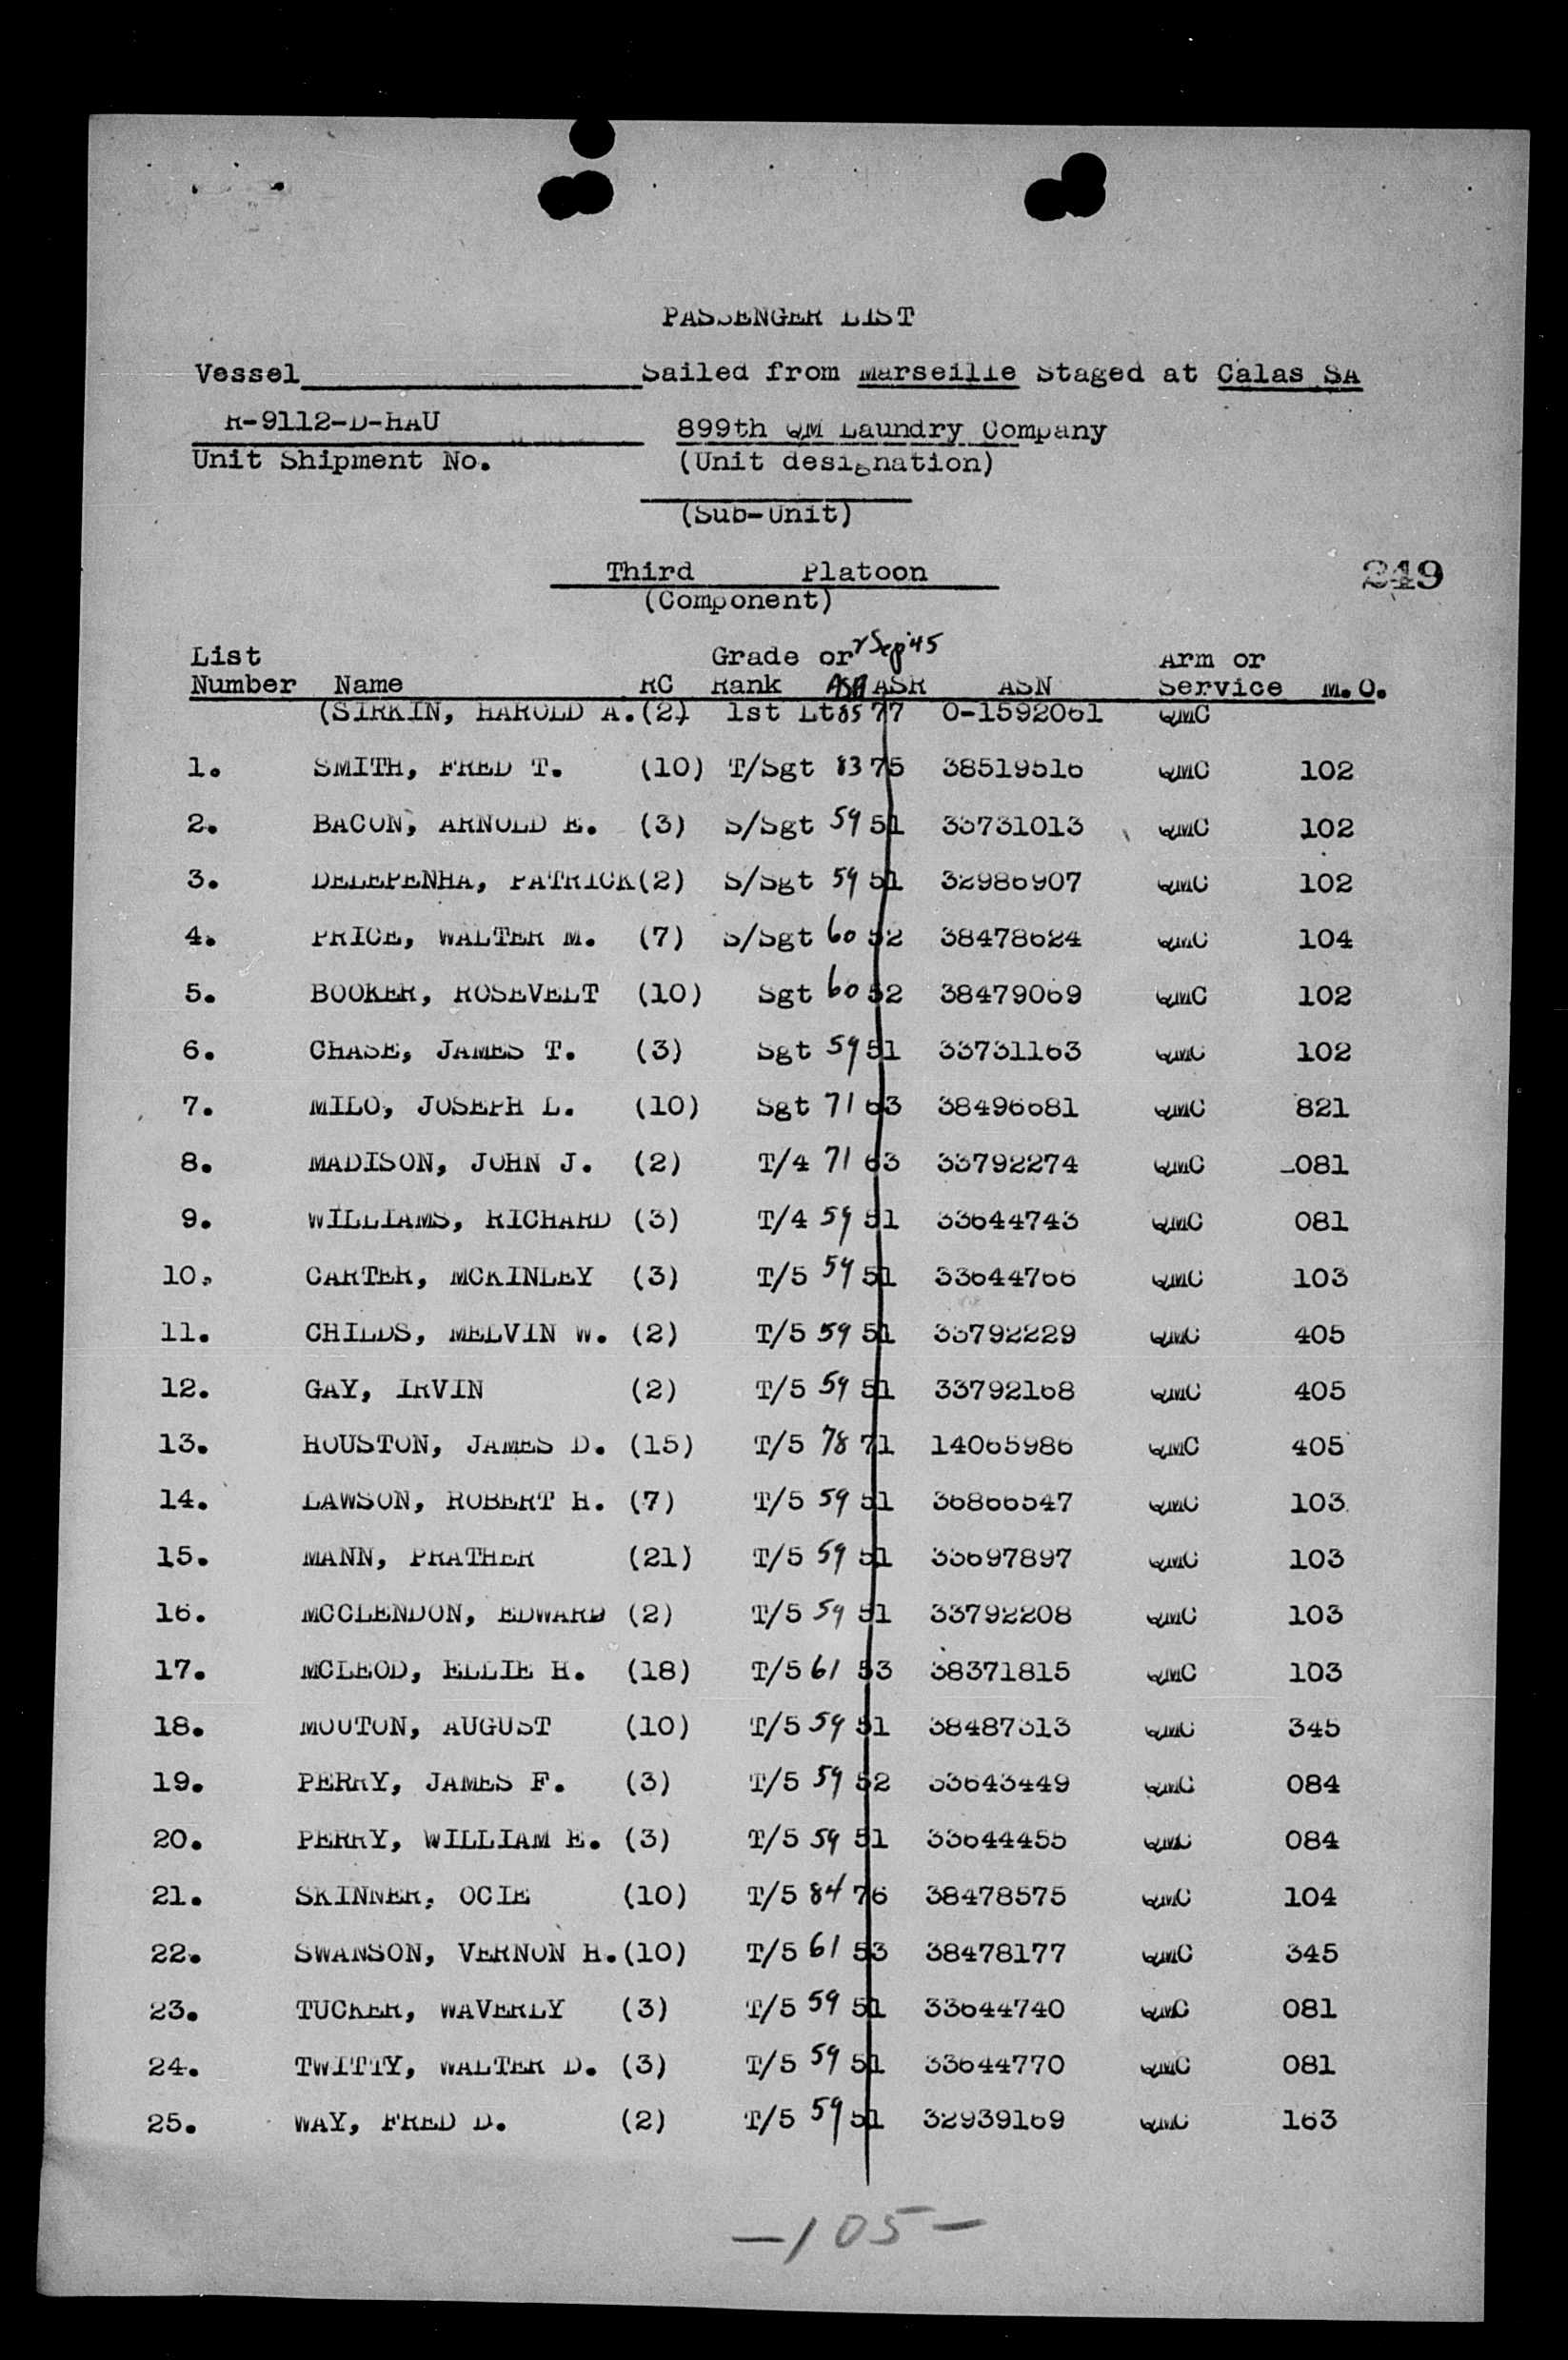 PASSENGER LIST
Vessel Sailed from Marseille Staged at Calas SA
R-9112-D-HAU 899th QM Laundry Company
Unit Shipment No. (Unit designation)
(Sub-Unit)
Third Platoon 249
(Component)
List Grade or 2 Sep '45 Arm or
Number Name RC Rank ASR ASR ASN Service M.O.
(SIRKIN, HAROLD A. (2) 1st Lt 85 77 O-1592061 QMC
1. SMITH, FRED T. (10) T/Sgt 83 75 38519516 QMC 102
2. BACON, ARNOLD E. (3) S/Sgt 59 51 33731013 QMC 102
3. DELEPENHA, PATRICK (2) S/Sgt 59 51 32986907 QMC 102
4. PRICE, WALTER M. (7) S/Sgt 60 52 38478624 QMC 104
5. BOOKER, ROSEVELT (10) Sgt 60 52 38479069 QMC 102
6. CHASE, JAMES T. (3) Sgt 59 51 33731163 QMC 102
7. MILO, JOSEPH L. (10) Sgt 71 63 38496681 QMC 821
8. MADISON, JOHN J. (2) T/4 71 63 33792274 QMC 081
9. WILLIAMS, RICHARD (3) T/4 59 51 33644743 QMC 081
10. CARTER, MCKINLEY (3) T/5 59 51 33644766 QMC 103
11. CHILDS, MELVIN W. (2) T/5 59 51 33792229 QMC 405
12. GAY, IRVIN (2) T/5 59 51 33792168 QMC 405
13. HOUSTON, JAMES D. (15) T/5 78 71 14065986 QMC 405
14. LAWSON, ROBERT H. (7) T/5 59 51 36866547 QMC 103
15. MANN, PRATHER (21) T/5 59 51 33697897 QMC 103
16. MCCLENDON, EDWARD (2) T/5 59 51 33792208 QMC 103
17. MCLEOD, ELLIE H. (18) T/5 61 53 38371815 QMC 103
18. MOUTON, AUGUST (10) T/5 59 51 38487313 QMC 345
19. PERRY, JAMES F. (3) T/5 59 52 33643449 QMC 084
20. PERRY, WILLIAM E. (3) T/5 59 51 33644455 QMC 084
21. SKINNER, OCIE (10) T/5 84 76 38478575 QMC 104
22. SWANSON, VERNON H. (10) T/5 61 53 38478177 QMC 345
23. TUCKER, WAVERLY (3) T/5 59 51 33644740 QMC 081
24. TWITTY, WALTER D. (3) T/5 59 51 33644770 QMC 081
25. WAY, FRED D. (2) T/5 59 51 32939169 QMC 163
-105-